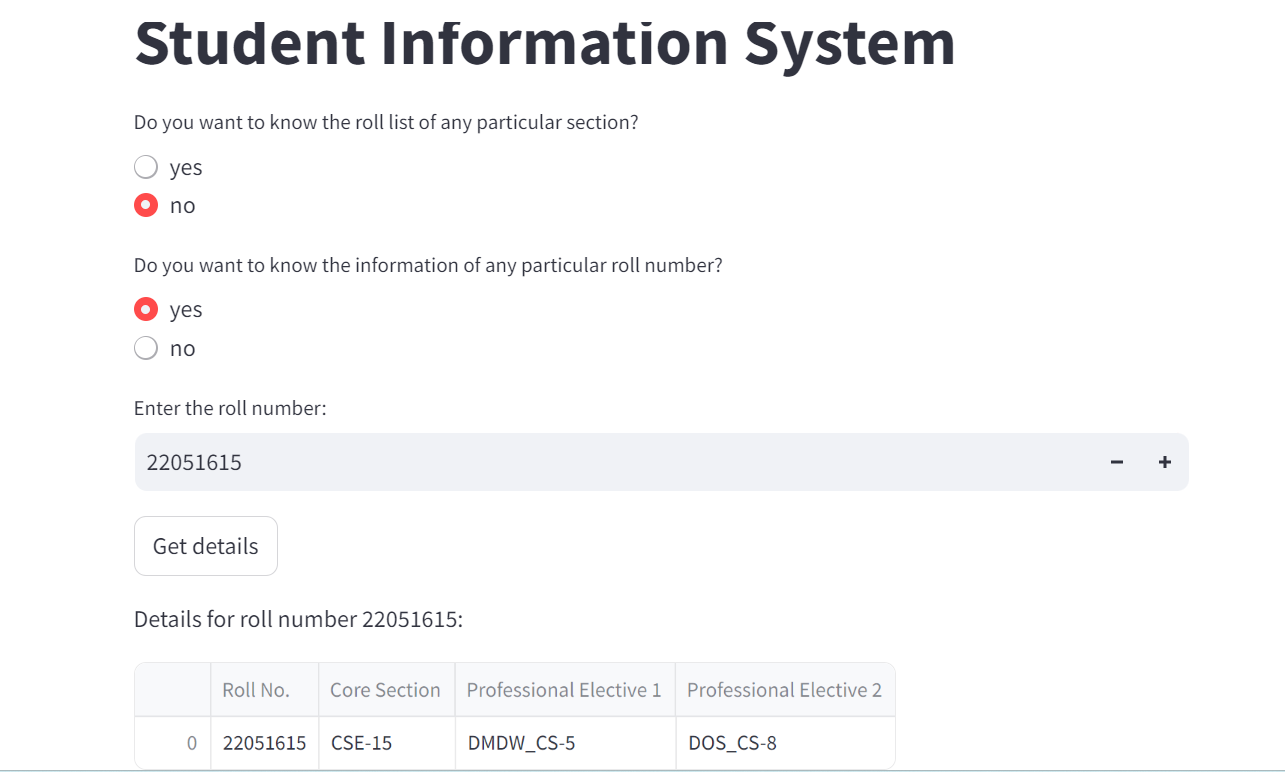 Student Information System
Do you want to know the roll list of any particular section?
yes
no
Do you want to know the information of any particular roll number?
yes
no
Enter the roll number:
22051615
Get details
Details for roll number 22051615:
Roll No. Core Section Professional Elective 1 Professional Elective 2
0 22051615 CSE-15 DMDW_CS-5 DOS_CS-8